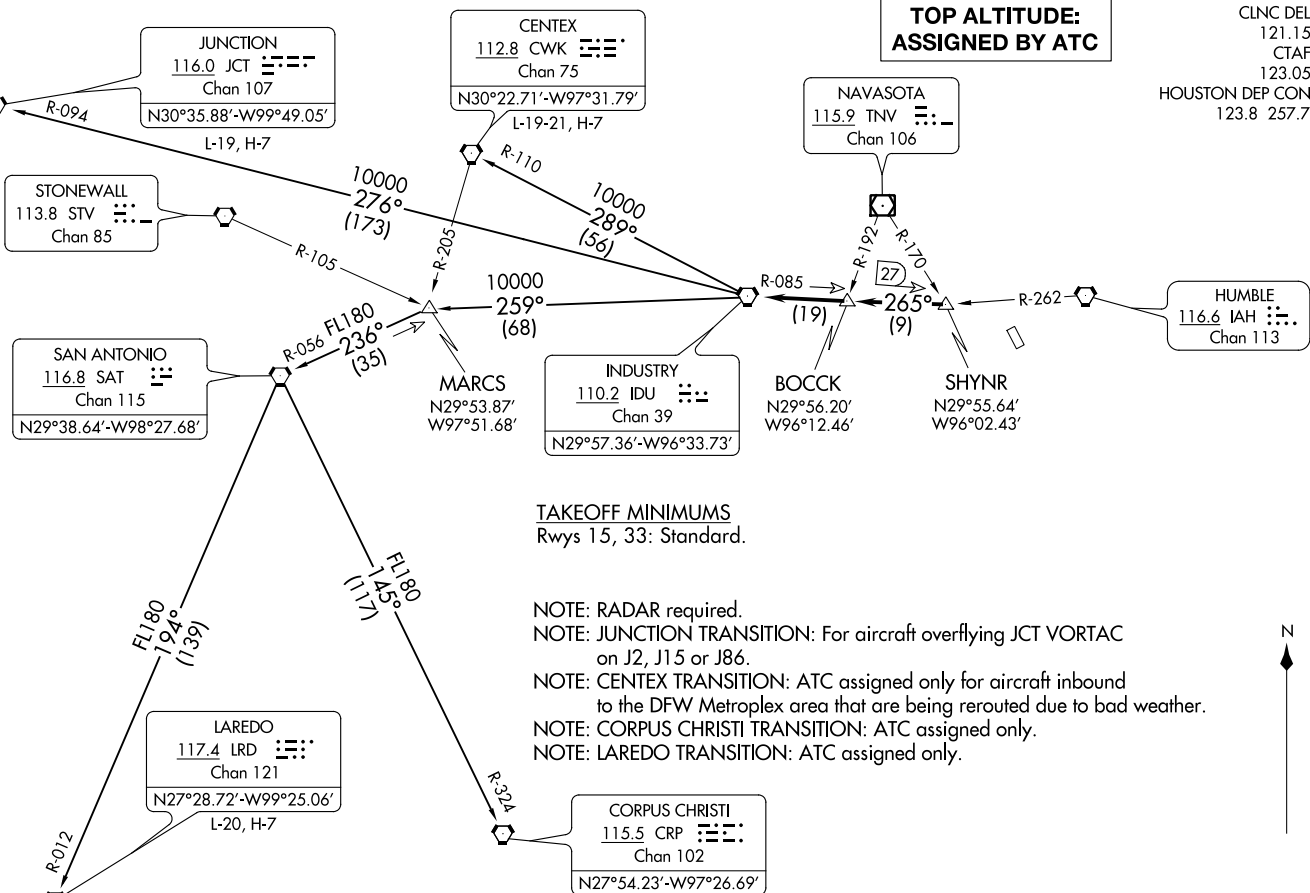 TOP ALTITUDE:
ASSIGNED BY ATC
CLNC DEL
121.15
CTAF
123.05
HOUSTON DEP CON
123.8 257.7
JUNCTION
116.0 JCT
Chan 107
N30°35.88'-W99°49.05'
L-19, H-7
CENTEX
112.8 CWK
Chan 75
N30°22.71'-W97°31.79'
L-19-21, H-7
NAVASOTA
115.9 TNV
Chan 106
STONEWALL
113.8 STV
Chan 85
R-094
R-110
10000
276°
(173)
10000
289°
(56)
R-105
R-205
R-192
R-170
27
10000
259°
(68)
R-085
(19)
265°
(9)
R-262
HUMBLE
116.6 IAH
Chan 113
SAN ANTONIO
116.8 SAT
Chan 115
N29°38.64'-W98°27.68'
R-056
FL180
236°
(35)
MARCS
N29°53.87'
W97°51.68'
INDUSTRY
110.2 IDU
Chan 39
N29°57.36'-W96°33.73'
BOCCK
N29°56.20'
W96°12.46'
SHYNR
N29°55.64'
W96°02.43'
TAKEOFF MINIMUMS
Rwys 15, 33: Standard.
FL180
194°
(139)
FL180
145°
(117)
NOTE: RADAR required.
NOTE: JUNCTION TRANSITION: For aircraft overflying JCT VORTAC
on J2, J15 or J86.
NOTE: CENTEX TRANSITION: ATC assigned only for aircraft inbound
to the DFW Metroplex area that are being rerouted due to bad weather.
NOTE: CORPUS CHRISTI TRANSITION: ATC assigned only.
NOTE: LAREDO TRANSITION: ATC assigned only.
N
LAREDO
117.4 LRD
Chan 121
N27°28.72'-W99°25.06'
L-20, H-7
R-012
R-324
CORPUS CHRISTI
115.5 CRP
Chan 102
N27°54.23'-W97°26.69'